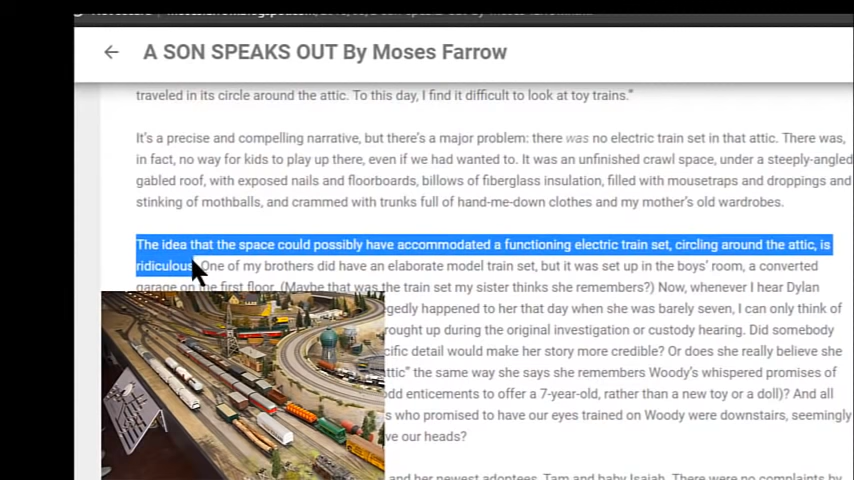 A SON SPEAKS OUT By Moses Farrow
traveled in its circle around the attic. To this day, I find it difficult to look at toy trains.”
It’s a precise and compelling narrative, but there’s a major problem: there was no electric train set in that attic. There was,
in fact, no way for kids to play up there, even if we had wanted to. It was an unfinished crawl space, under a steeply-angled
gabled roof, with exposed nails and floorboards, billows of fiberglass insulation, filled with mousetraps and droppings and
stinking of mothballs, and crammed with trunks full of hand-me-down clothes and my mother’s old wardrobes.
The idea that the space could possibly have accommodated a functioning electric train set, circling around the attic, is
ridiculous. One of my brothers did have an elaborate model train set, but it was set up in the boys’ room, a converted
garage on the first floor. (Maybe that was the train set my sister thinks she remembers?) Now, whenever I hear Dylan
gedly happened to her that day when she was barely seven, I can only think of
rought up during the original investigation or custody hearing. Did somebody
cific detail would make her story more credible? Or does she really believe she
ttic” the same way she says she remembers Woody’s whispered promises of
dd enticements to offer a 7-year-old, rather than a new toy or a doll)? And all
s who promised to have our eyes trained on Woody were downstairs, seemingly
ve our heads?
and her newest adoptees, Tam and baby Isaiah. There were no complaints by